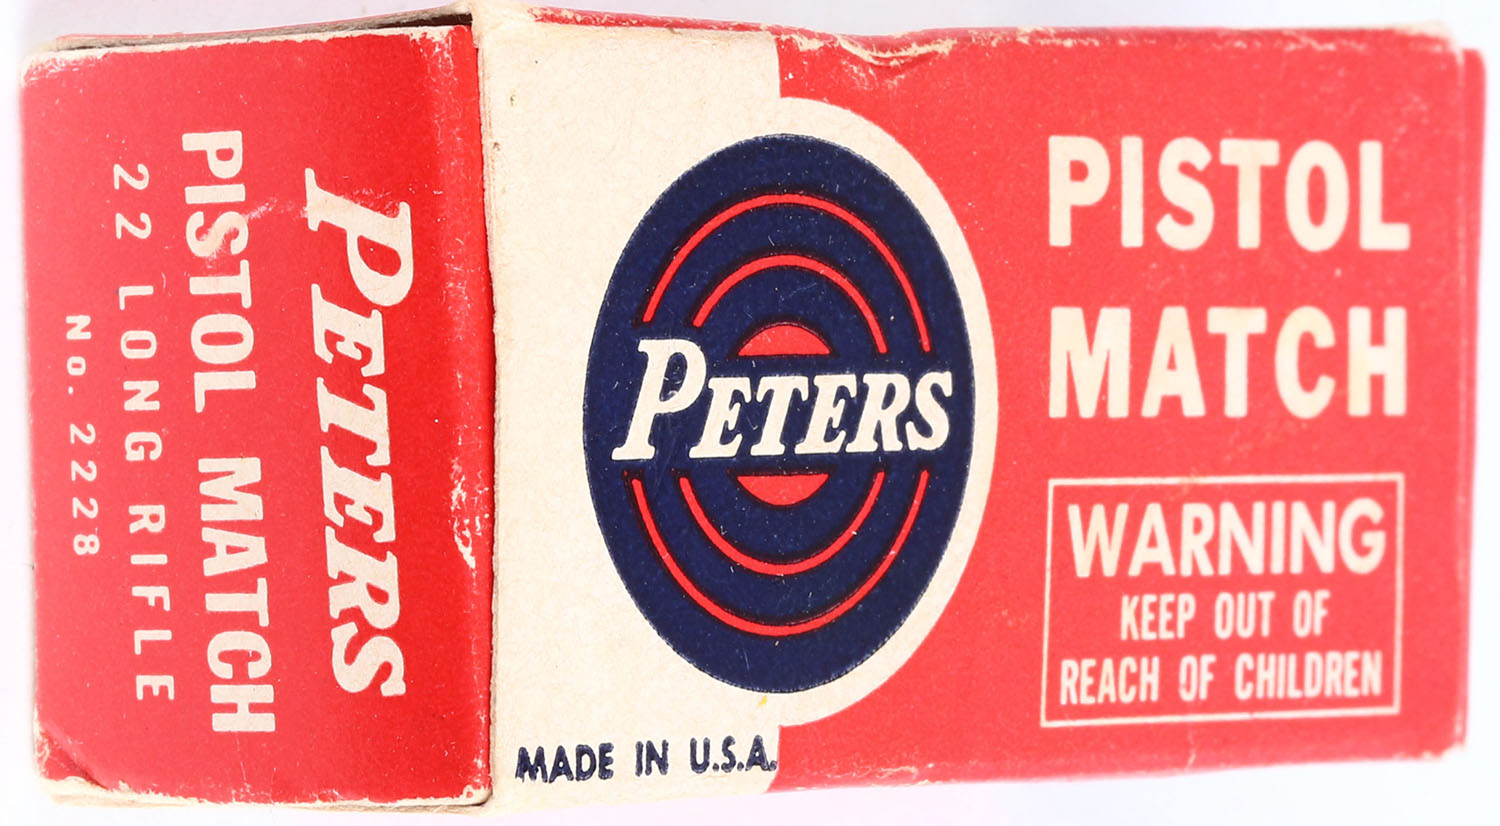 PETERS
PISTOL MATCH
22 LONG RIFLE
No. 2228
PETERS
MADE IN U.S.A.
PISTOL
MATCH
WARNING
KEEP OUT OF
REACH OF CHILDREN